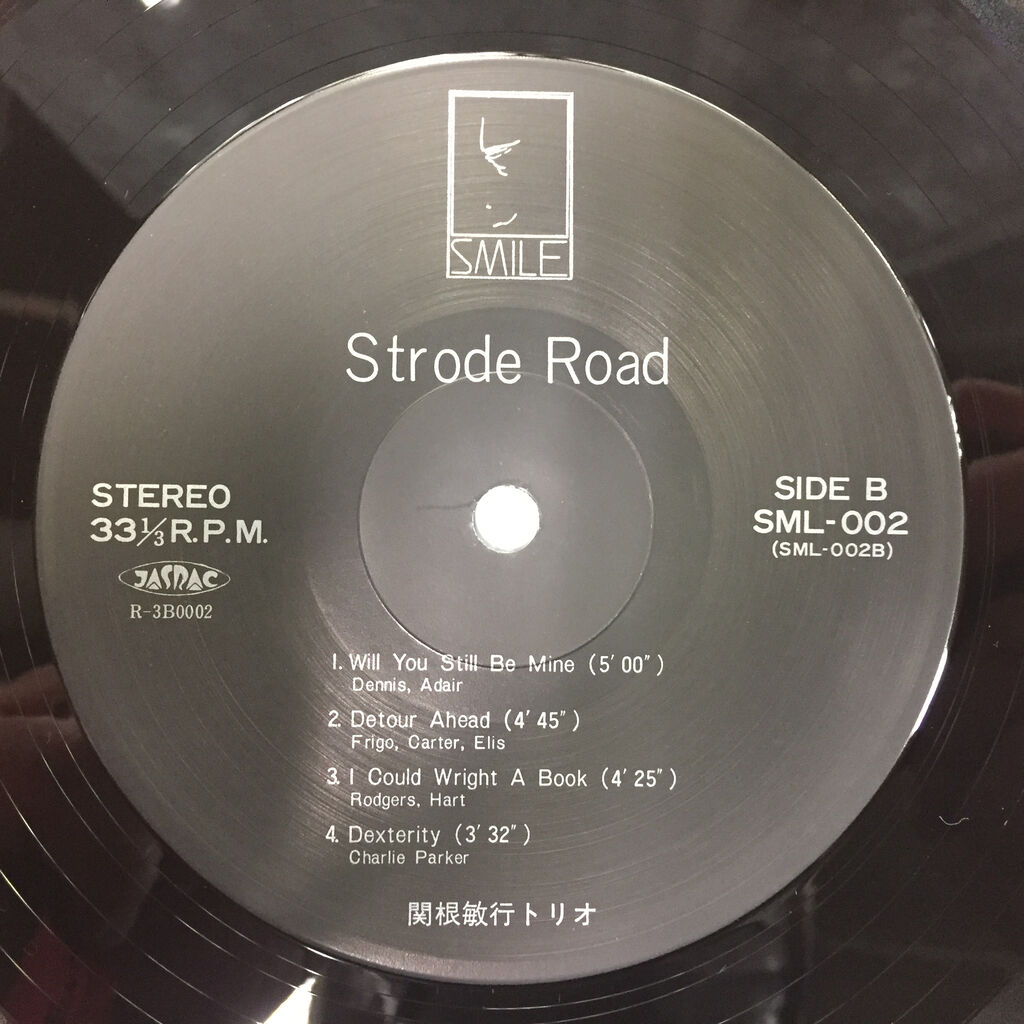 SMILE
Strode Road
STEREO
33⅓ R.P.M.
JASRAC
R-3B0002
SIDE B
SML-002
(SML-002B)
1. Will You Still Be Mine (5'00")
Dennis, Adair
2. Detour Ahead (4'45")
Frigo, Carter, Elis
3. I Could Wright A Book (4'25")
Rodgers, Hart
4. Dexterity (3'32")
Charlie Parker
関根敏行トリオ